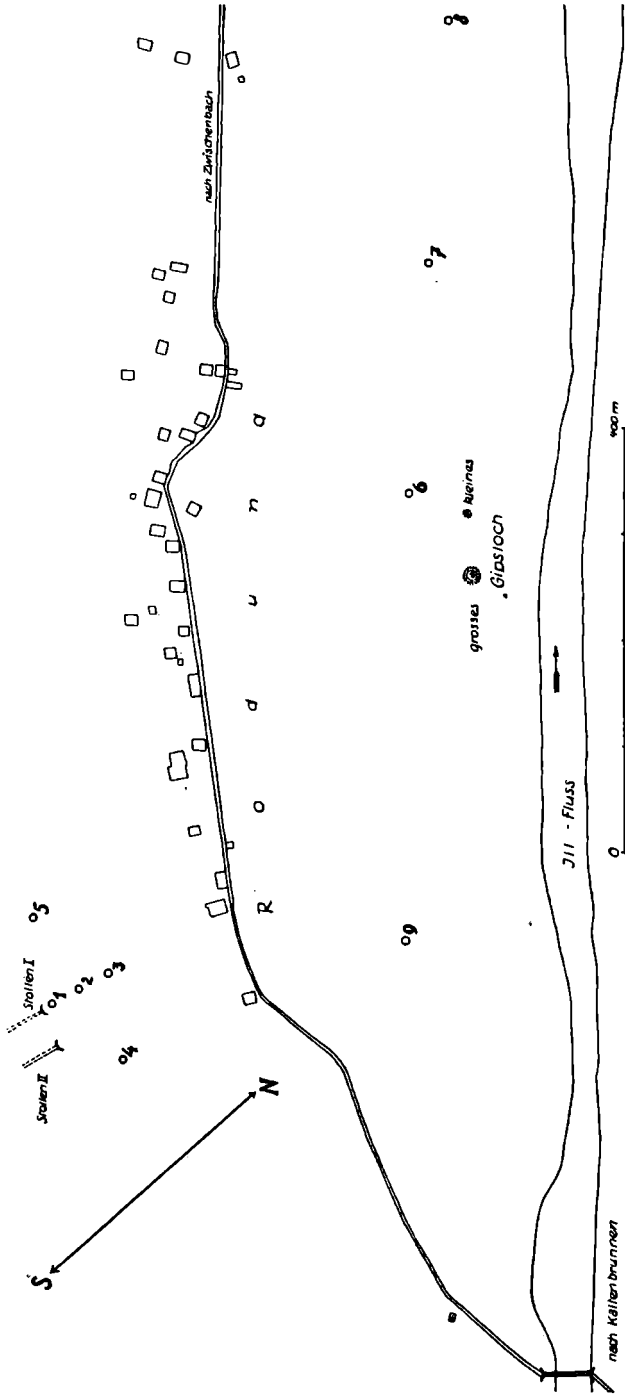 nach Zwischenbach
Stollen I
Stollen II
5
1
2
3
4
S
N
R o d u n d
8
7
6
9
grosses
kleines
Gipsloch
Jll - Fluss
0
400 m
nach Kaltenbrunnen